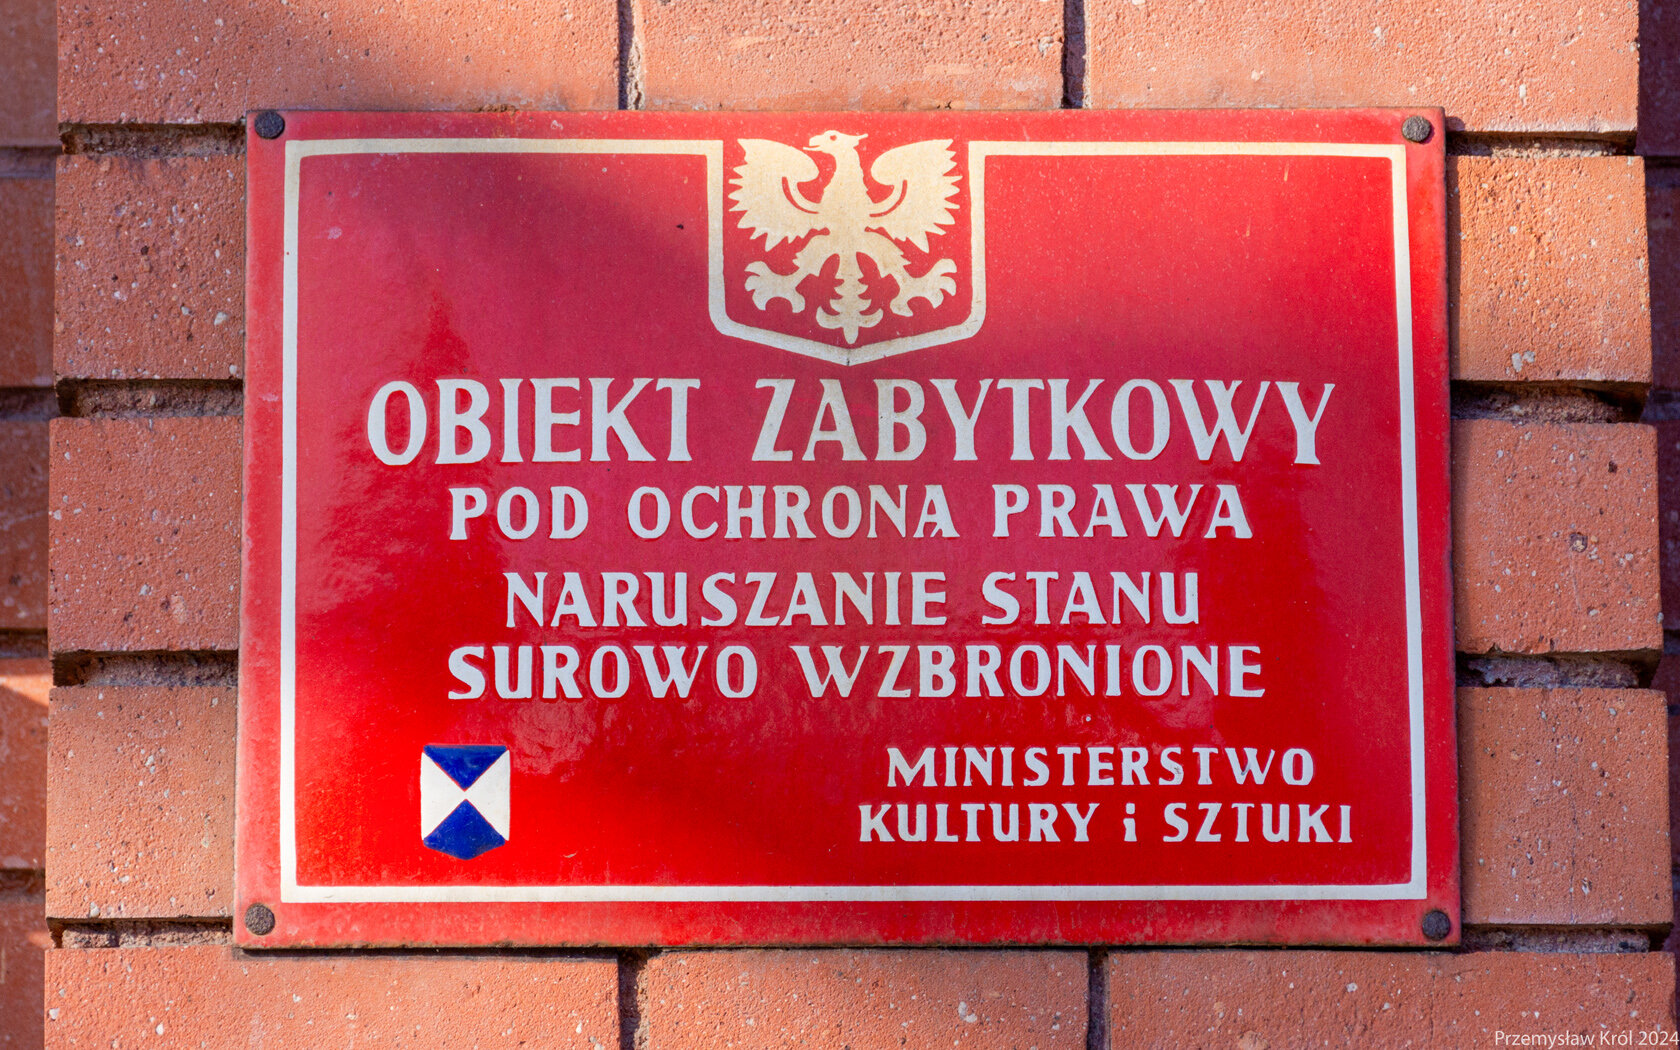 OBIEKT ZABYTKOWY
POD OCHRONA PRAWA
NARUSZANIE STANU
SUROWO WZBRONIONE
MINISTERSTWO
KULTURY i SZTUKI
Przemysław Król 2024